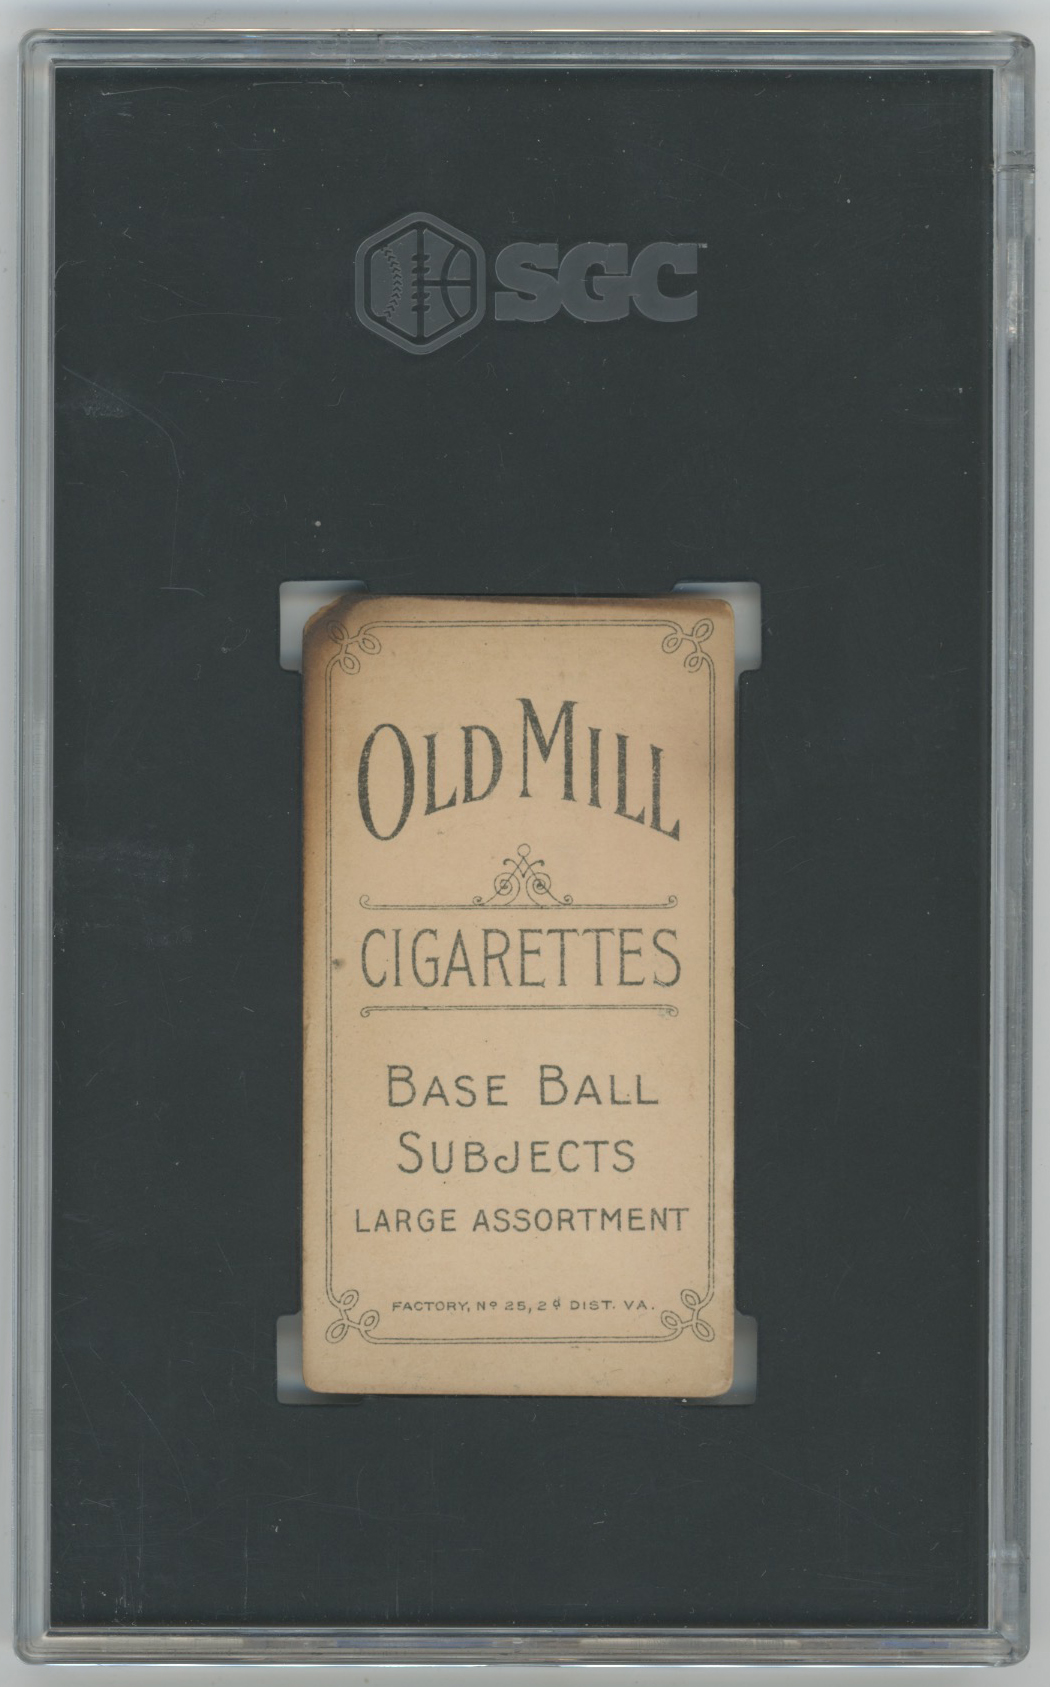 SGC
OLD MILL
CIGARETTES
BASE BALL
SUBJECTS
LARGE ASSORTMENT
FACTORY, Nº 25, 2ᵈ DIST. VA.